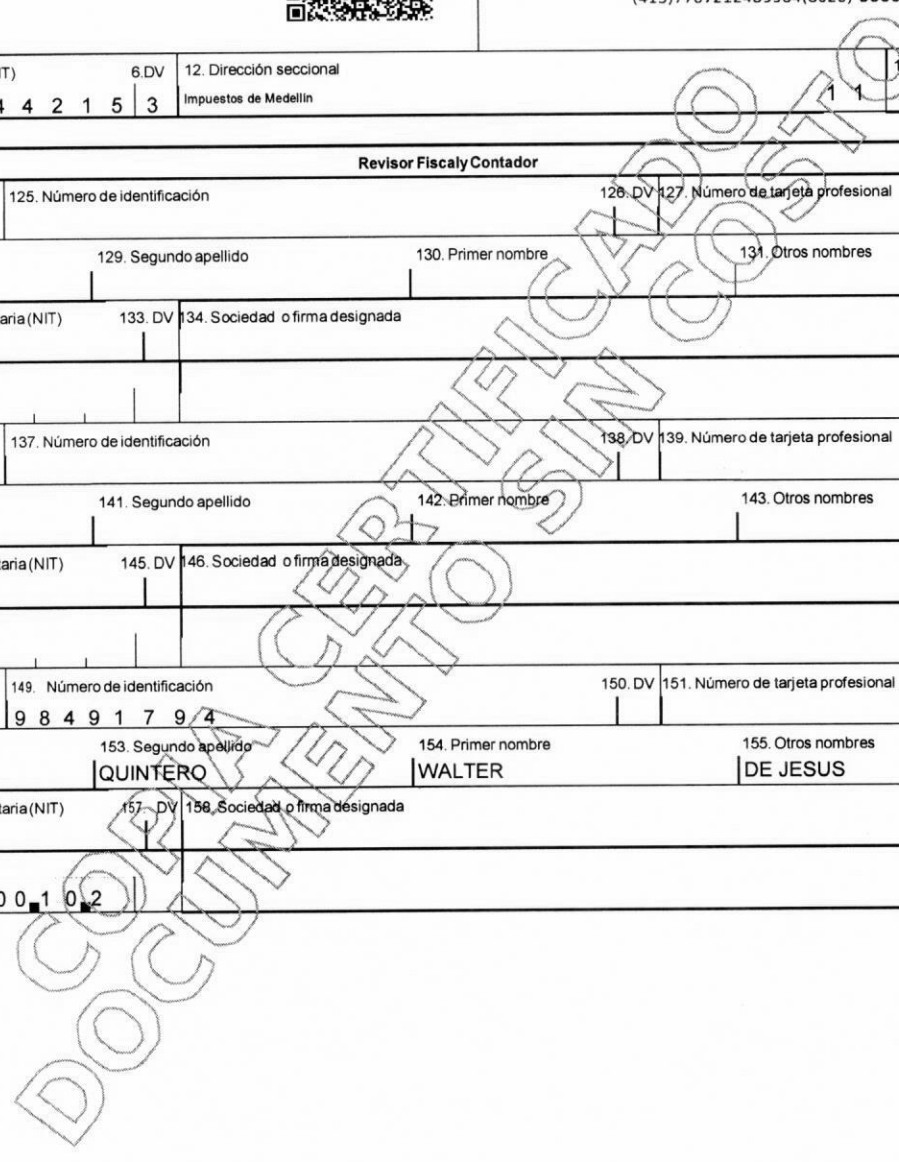 6.DV 12. Dirección seccional
4 4 2 1 5 3 Impuestos de Medellín 1 1
Revisor Fiscal y Contador
125. Número de identificación 126. DV 127. Número de tarjeta profesional
129. Segundo apellido 130. Primer nombre 131. Otros nombres
(NIT) 133. DV 134. Sociedad o firma designada
137. Número de identificación 138. DV 139. Número de tarjeta profesional
141. Segundo apellido 142. Primer nombre 143. Otros nombres
(NIT) 145. DV 146. Sociedad o firma designada
149. Número de identificación 150. DV 151. Número de tarjeta profesional
9 8 4 9 1 7 9 4
153. Segundo apellido 154. Primer nombre 155. Otros nombres
QUINTERO WALTER DE JESUS
(NIT) 157. DV 158. Sociedad o firma designada
0 0 1 0 2
COPIA CERTIFICADO
DOCUMENTO SIN COSTO